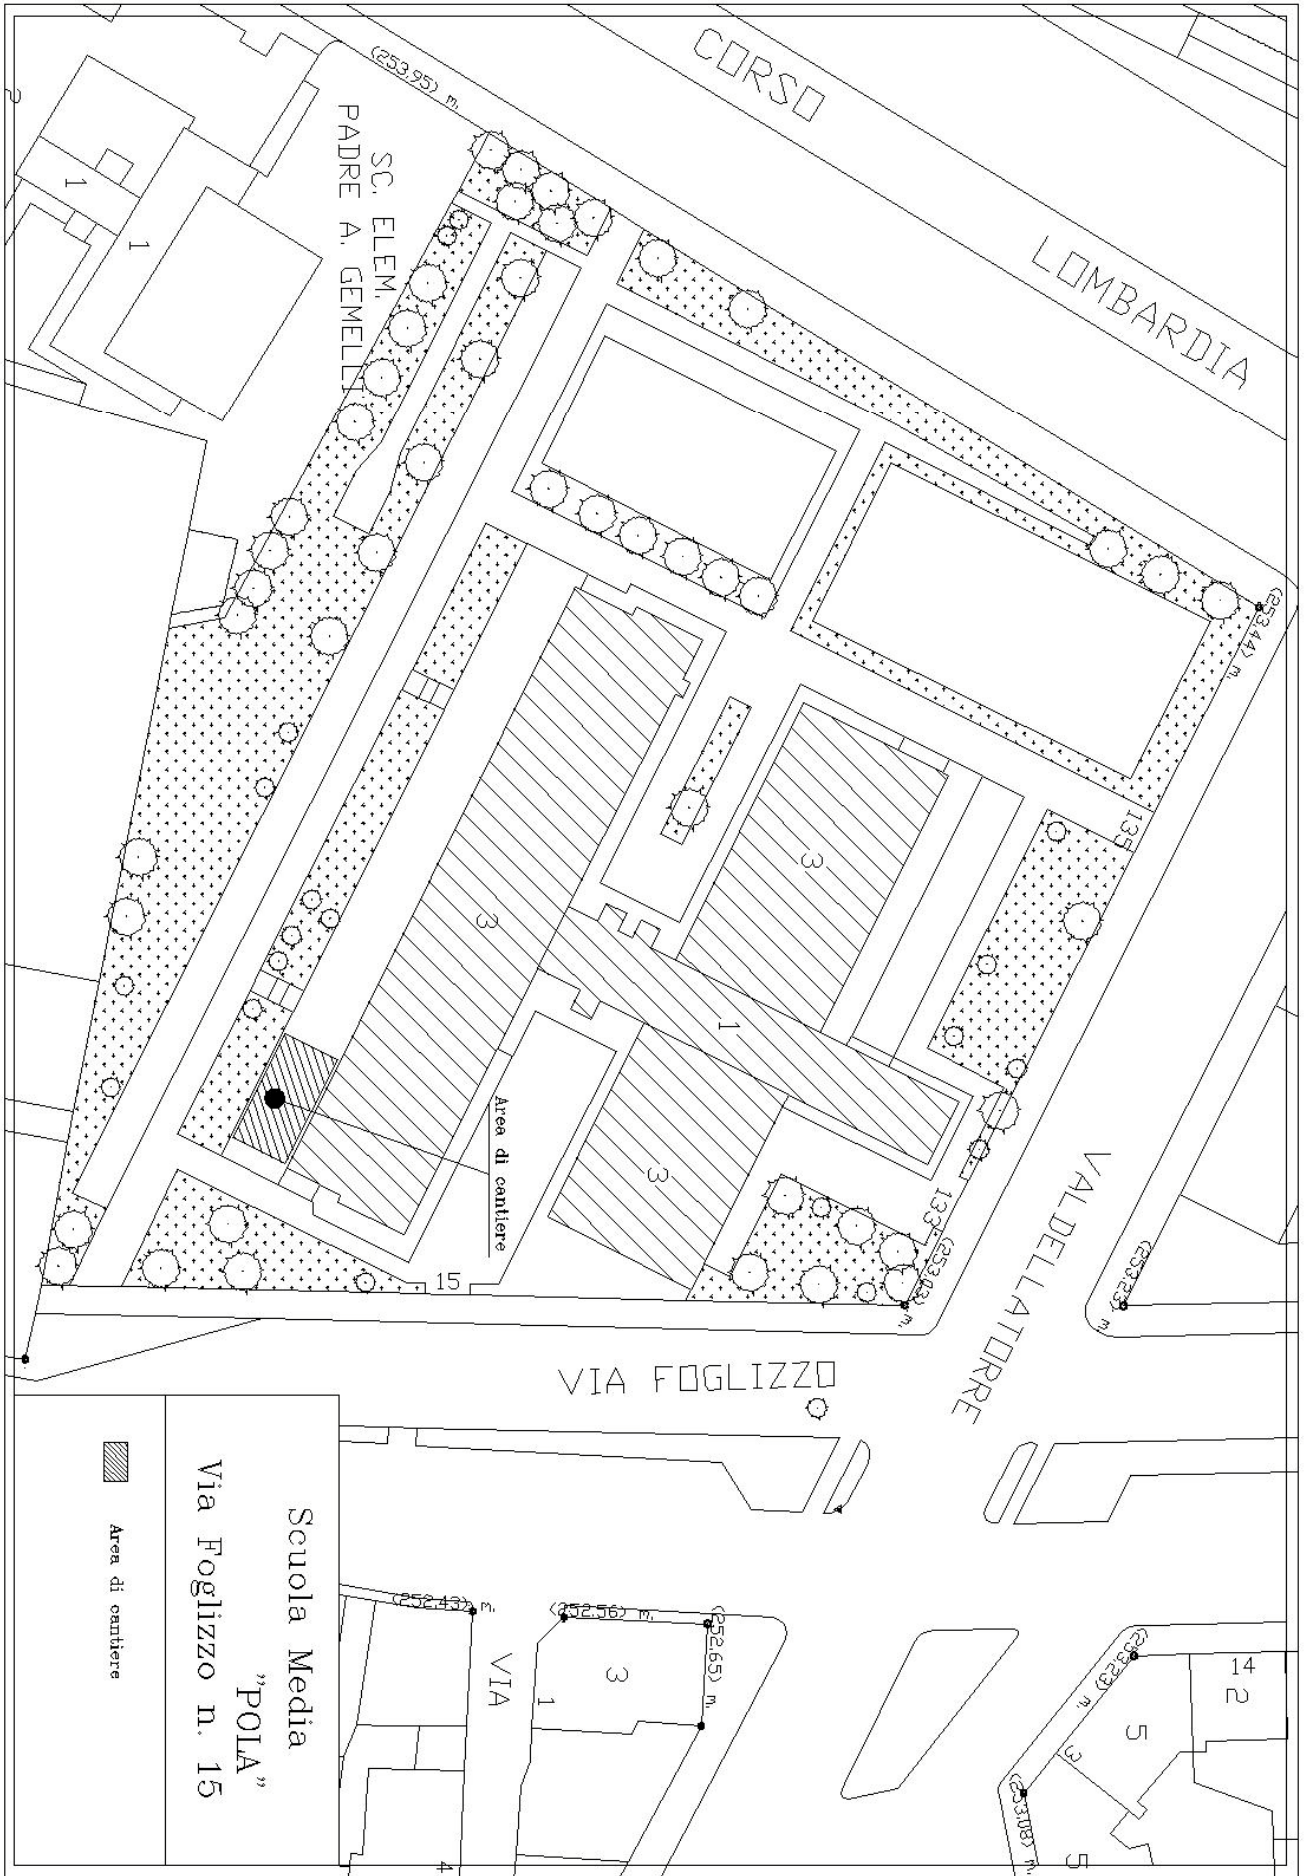 CORSO
LOMBARDIA
(253,95) m.
SC. ELEM.
PADRE A. GEMELLI
1
1
2
(253,44) m.
135
3
3
1
3
Area di cantiere
133
(253,03) m.
15
VALDELLATORRE
(253,23) m.
VIA FOGLIZZO
(252,43) m.
(252,56) m.
(252,65) m.
VIA
3
1
4
(253,23) m.
14
2
5
3
(253,08) m.
5
Scuola Media
"POLA"
Via Foglizzo n. 15
Area di cantiere